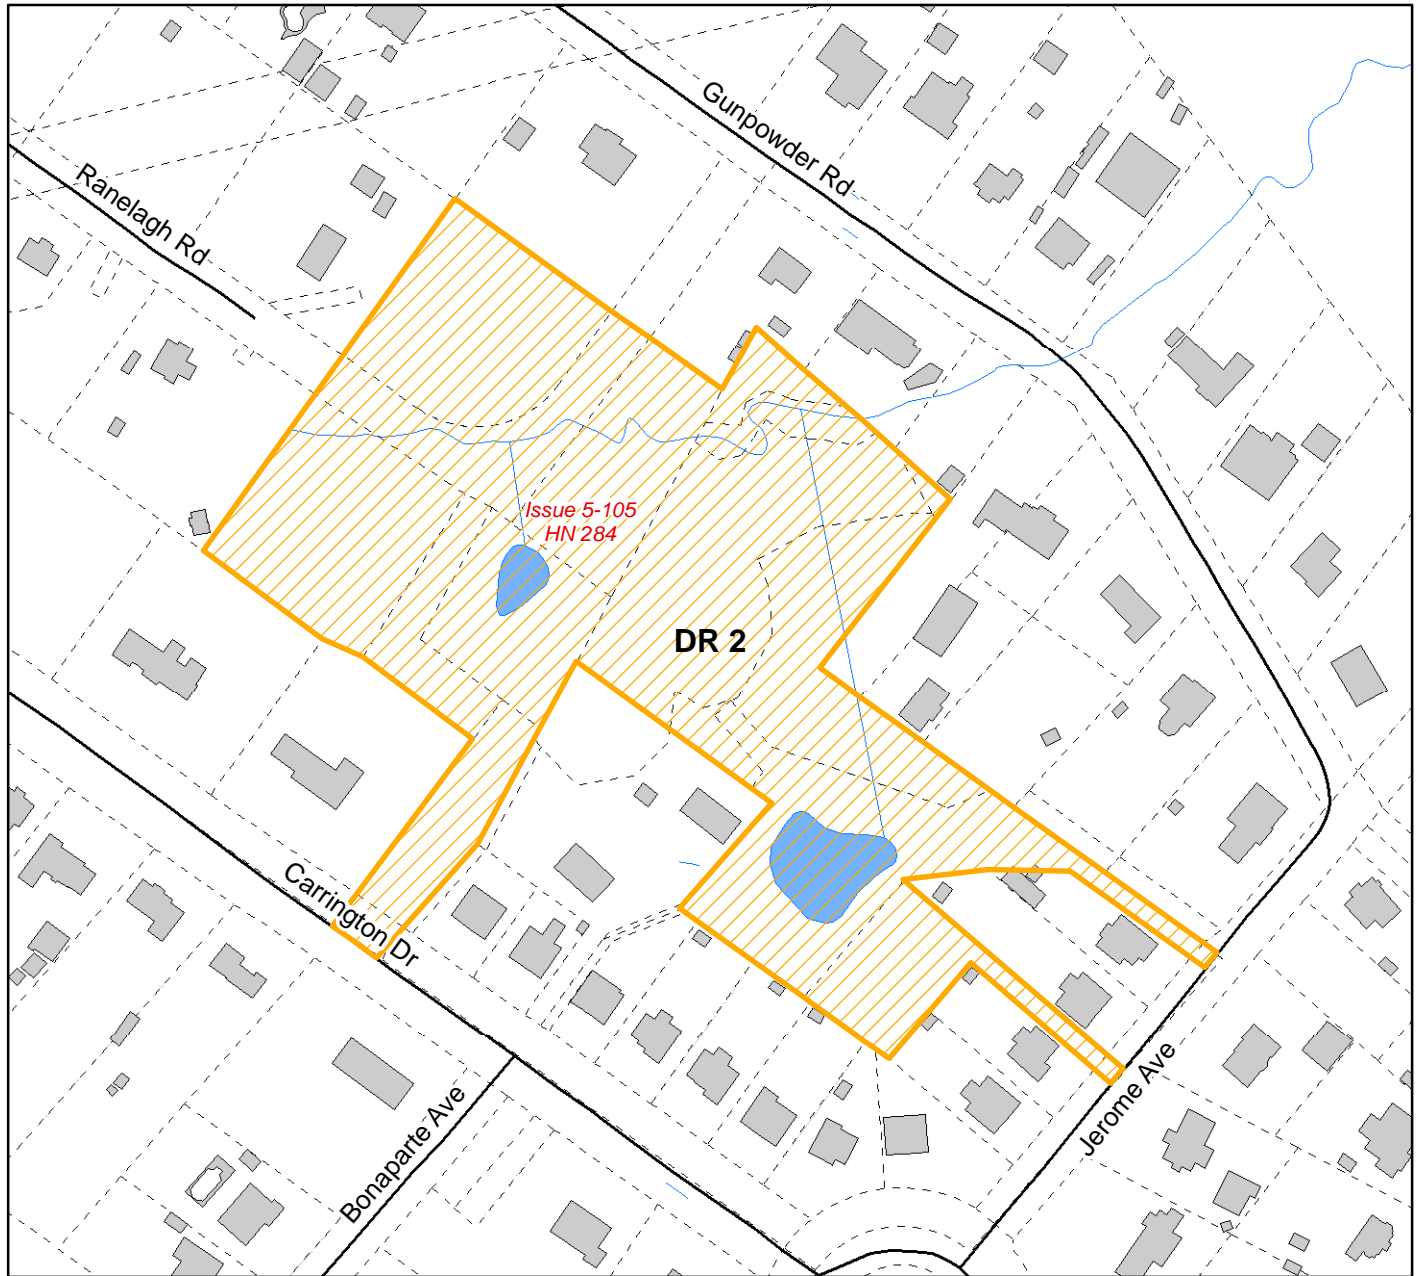 Gunpowder Rd
Ranelagh Rd
Issue 5-105
HN 284
DR 2
Carrington Dr
Jerome Ave
Bonaparte Ave